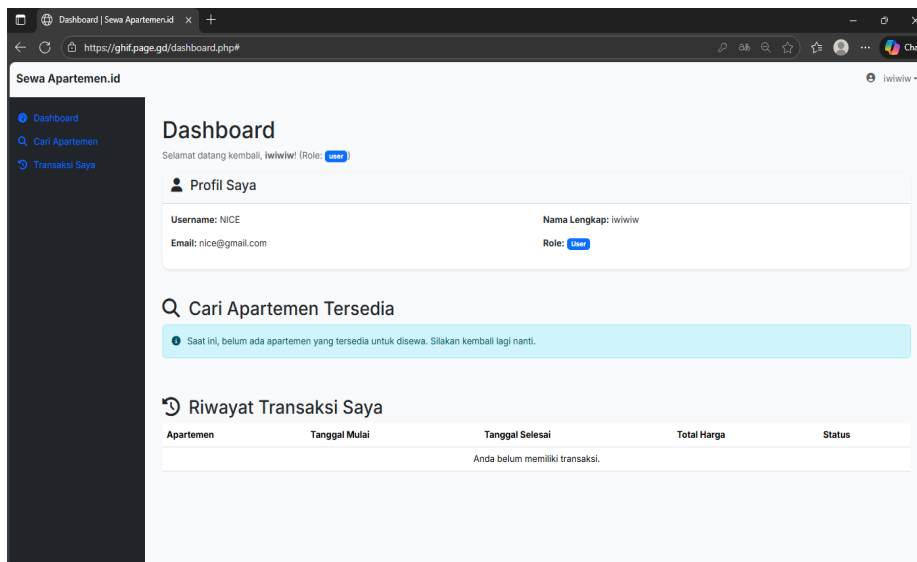 Dashboard | Sewa Apartemen.id
https://ghif.page.gd/dashboard.php#
Sewa Apartemen.id
iwiwiw
Dashboard
Cari Apartemen
Transaksi Saya
Dashboard
Selamat datang kembali, iwiwiw! (Role: user)
Profil Saya
Username: NICE
Nama Lengkap: iwiwiw
Email: nice@gmail.com
Role: User
Cari Apartemen Tersedia
Saat ini, belum ada apartemen yang tersedia untuk disewa. Silakan kembali lagi nanti.
Riwayat Transaksi Saya
Apartemen Tanggal Mulai Tanggal Selesai Total Harga Status
Anda belum memiliki transaksi.